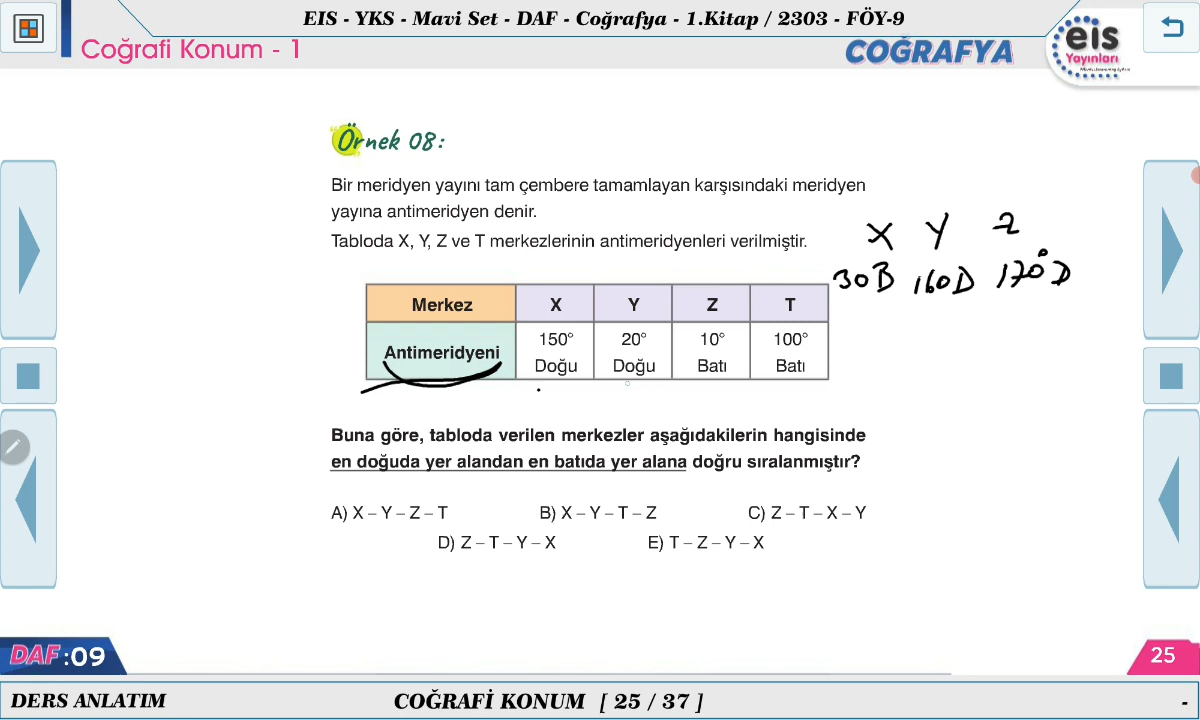 EIS - YKS - Mavi Set - DAF - Coğrafya - 1.Kitap / 2303 - FÖY-9
Coğrafi Konum - 1
COĞRAFYA
eis
Yayınları
Örnek 08:
Bir meridyen yayını tam çembere tamamlayan karşısındaki meridyen
yayına antimeridyen denir.
Tabloda X, Y, Z ve T merkezlerinin antimeridyenleri verilmiştir.
X Y Z
30B 160D 170°D
Merkez X Y Z T
Antimeridyeni 150° Doğu 20° Doğu 10° Batı 100° Batı
Buna göre, tabloda verilen merkezler aşağıdakilerin hangisinde
en doğuda yer alandan en batıda yer alana doğru sıralanmıştır?
A) X – Y – Z – T B) X – Y – T – Z C) Z – T – X – Y
D) Z – T – Y – X E) T – Z – Y – X
DAF :09
25
DERS ANLATIM COĞRAFİ KONUM [ 25 / 37 ] -